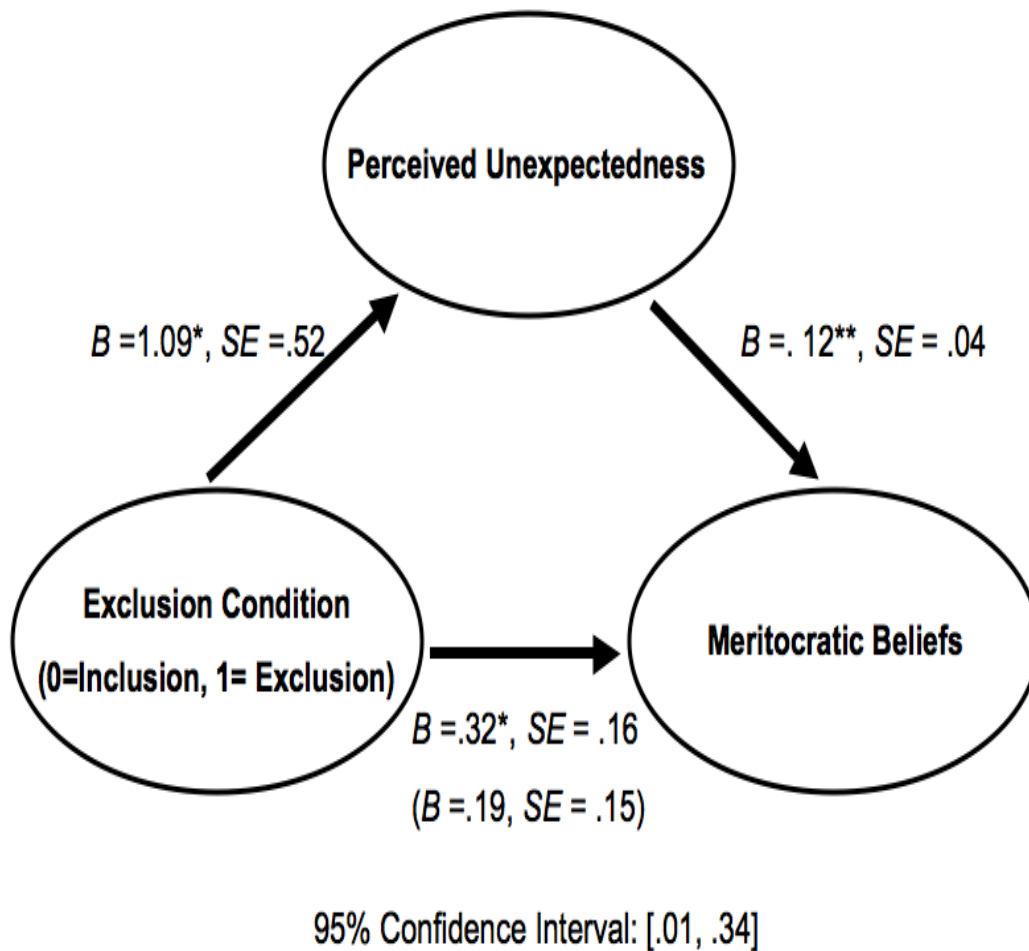 Perceived Unexpectedness
B =1.09*, SE =.52
B =. 12**, SE = .04
Exclusion Condition
(0=Inclusion, 1= Exclusion)
Meritocratic Beliefs
B =.32*, SE = .16
(B =.19, SE = .15)
95% Confidence Interval: [.01, .34]